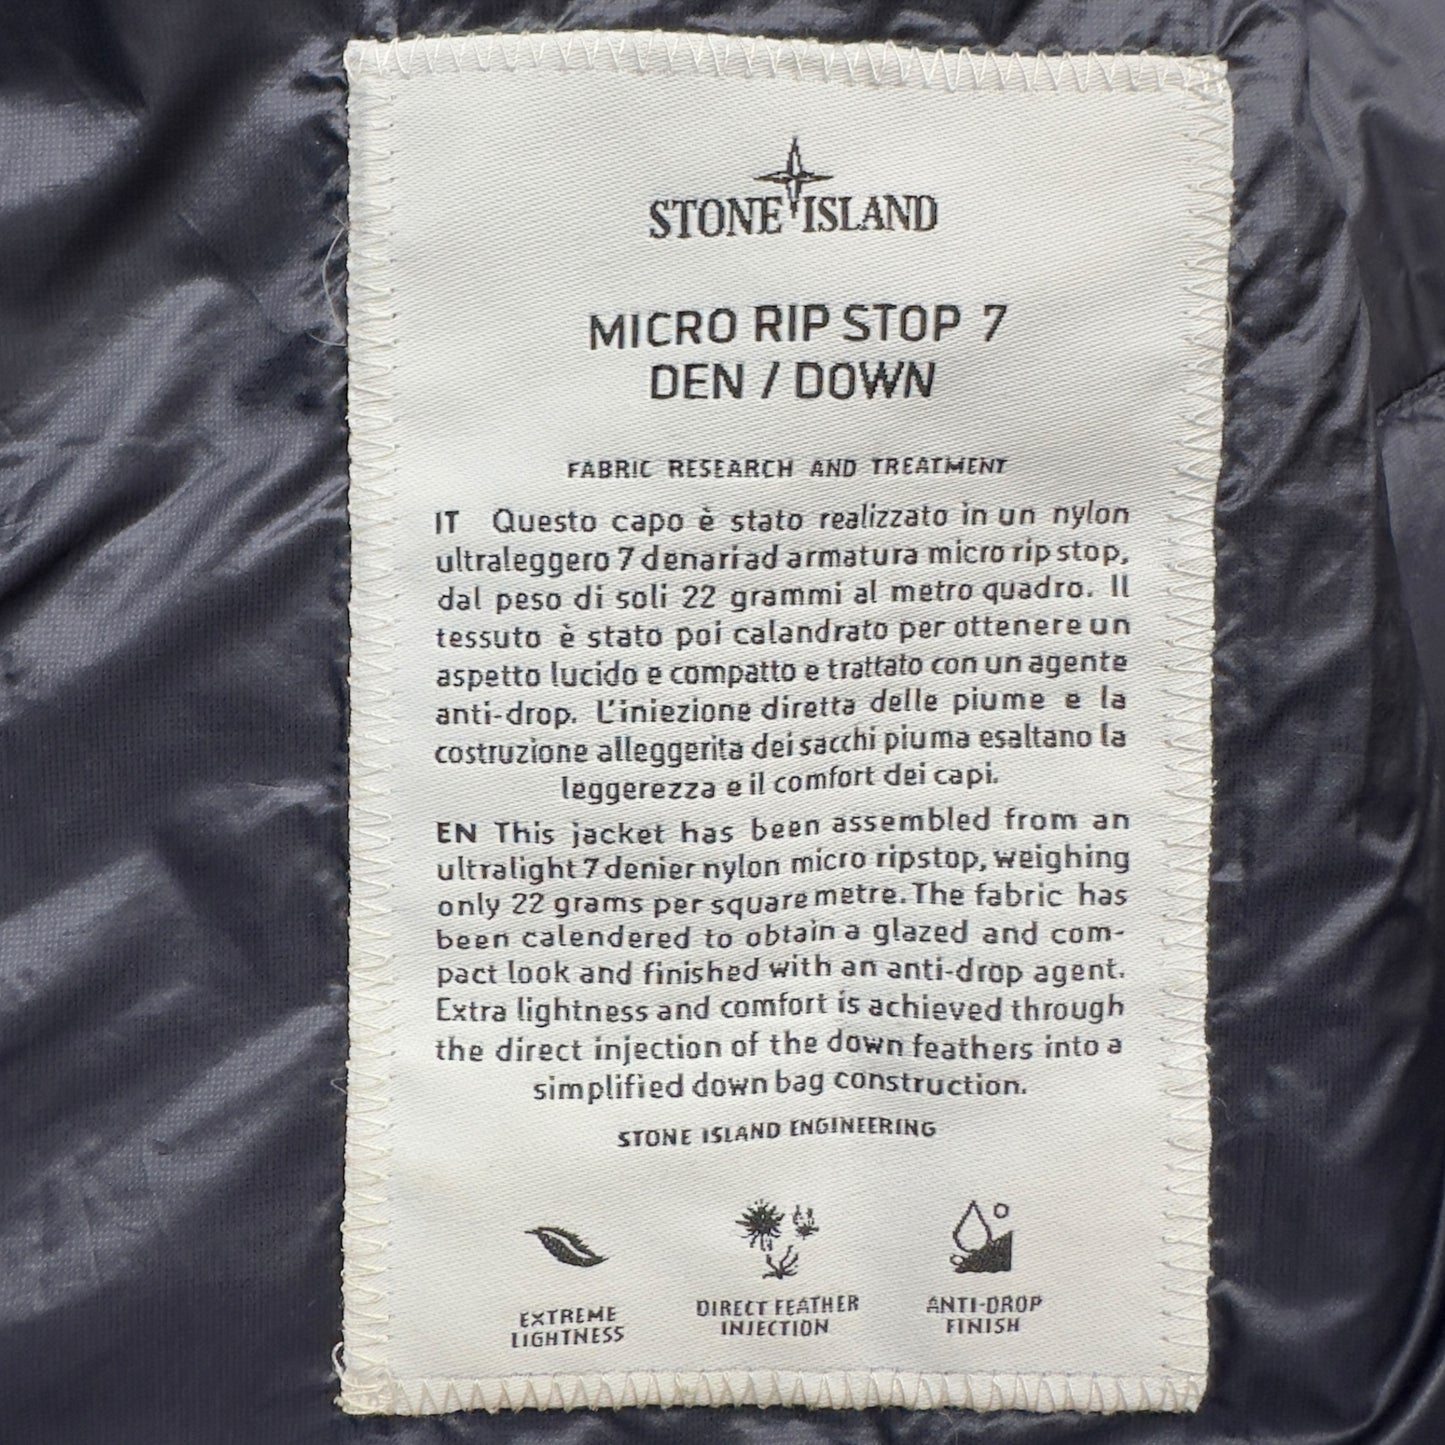 STONE ISLAND
MICRO RIP STOP 7
DEN / DOWN
FABRIC RESEARCH AND TREATMENT
IT Questo capo è stato realizzato in un nylon
ultraleggero 7 denari ad armatura micro rip stop,
dal peso di soli 22 grammi al metro quadro. Il
tessuto è stato poi calandrato per ottenere un
aspetto lucido e compatto e trattato con un agente
anti-drop. L'iniezione diretta delle piume e la
costruzione alleggerita dei sacchi piuma esaltano la
leggerezza e il comfort dei capi.
EN This jacket has been assembled from an
ultralight 7 denier nylon micro ripstop, weighing
only 22 grams per square metre. The fabric has
been calendered to obtain a glazed and com-
pact look and finished with an anti-drop agent.
Extra lightness and comfort is achieved through
the direct injection of the down feathers into a
simplified down bag construction.
STONE ISLAND ENGINEERING
EXTREME
LIGHTNESS
DIRECT FEATHER
INJECTION
ANTI-DROP
FINISH